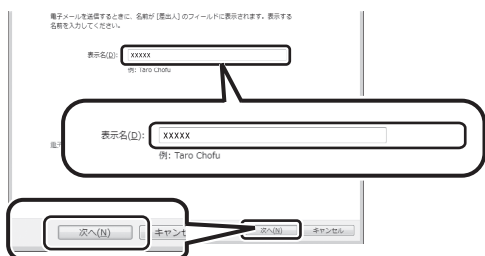 電子メールを送信するときに、名前が [差出人] のフィールドに表示されます。表示する
名前を入力してください。
表示名(D): xxxxx
例: Taro Chofu
表示名(D): xxxxx
例: Taro Chofu
次へ(N) キャンセル
次へ(N) キャンセ